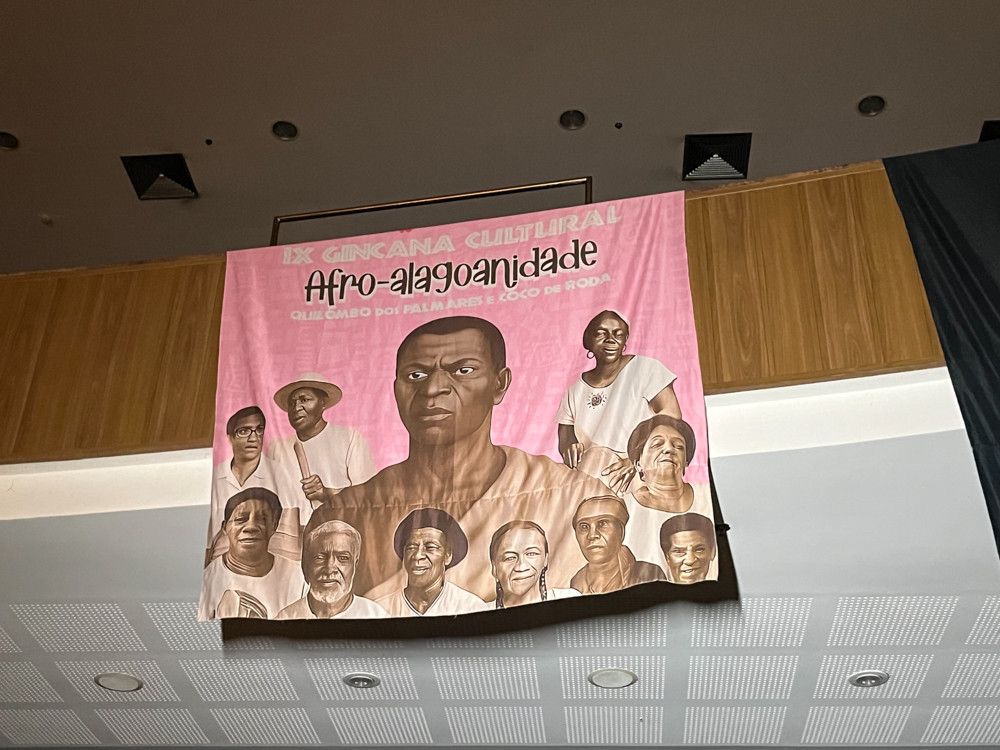 IX GINCANA CULTURAL
Afro-alagoanidade
QUILOMBO DOS PALMARES E COCO DE RODA